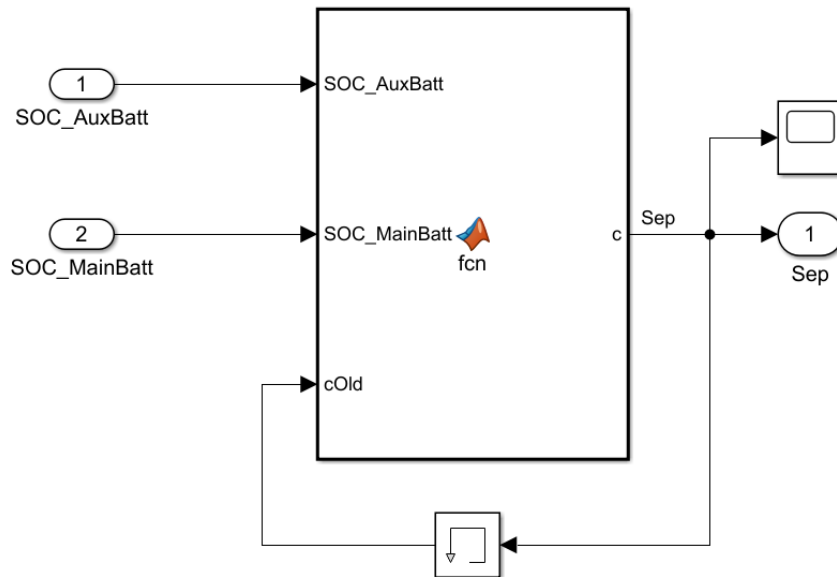 1
SOC_AuxBatt
SOC_AuxBatt
2
SOC_MainBatt
SOC_MainBatt
fcn
c
Sep
1
Sep
cOld